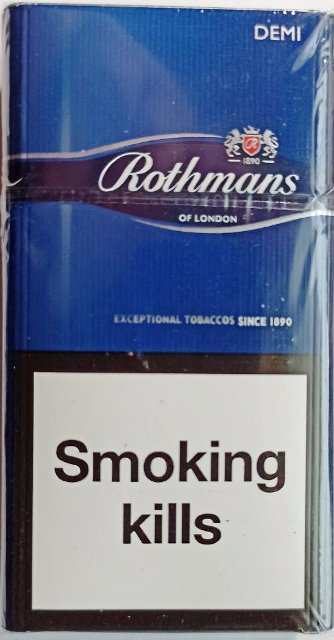 DEMI
1890
Rothmans
OF LONDON
EXCEPTIONAL TOBACCOS SINCE 1890
Smoking
kills